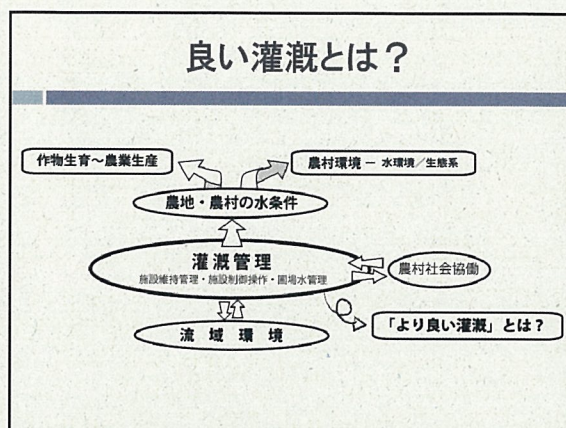 良い灌漑とは？
作物生育～農業生産
農村環境 － 水環境／生態系
農地・農村の水条件
灌漑管理
施設維持管理・施設制御操作・圃場水管理
農村社会協働
流域環境
「より良い灌漑」とは？